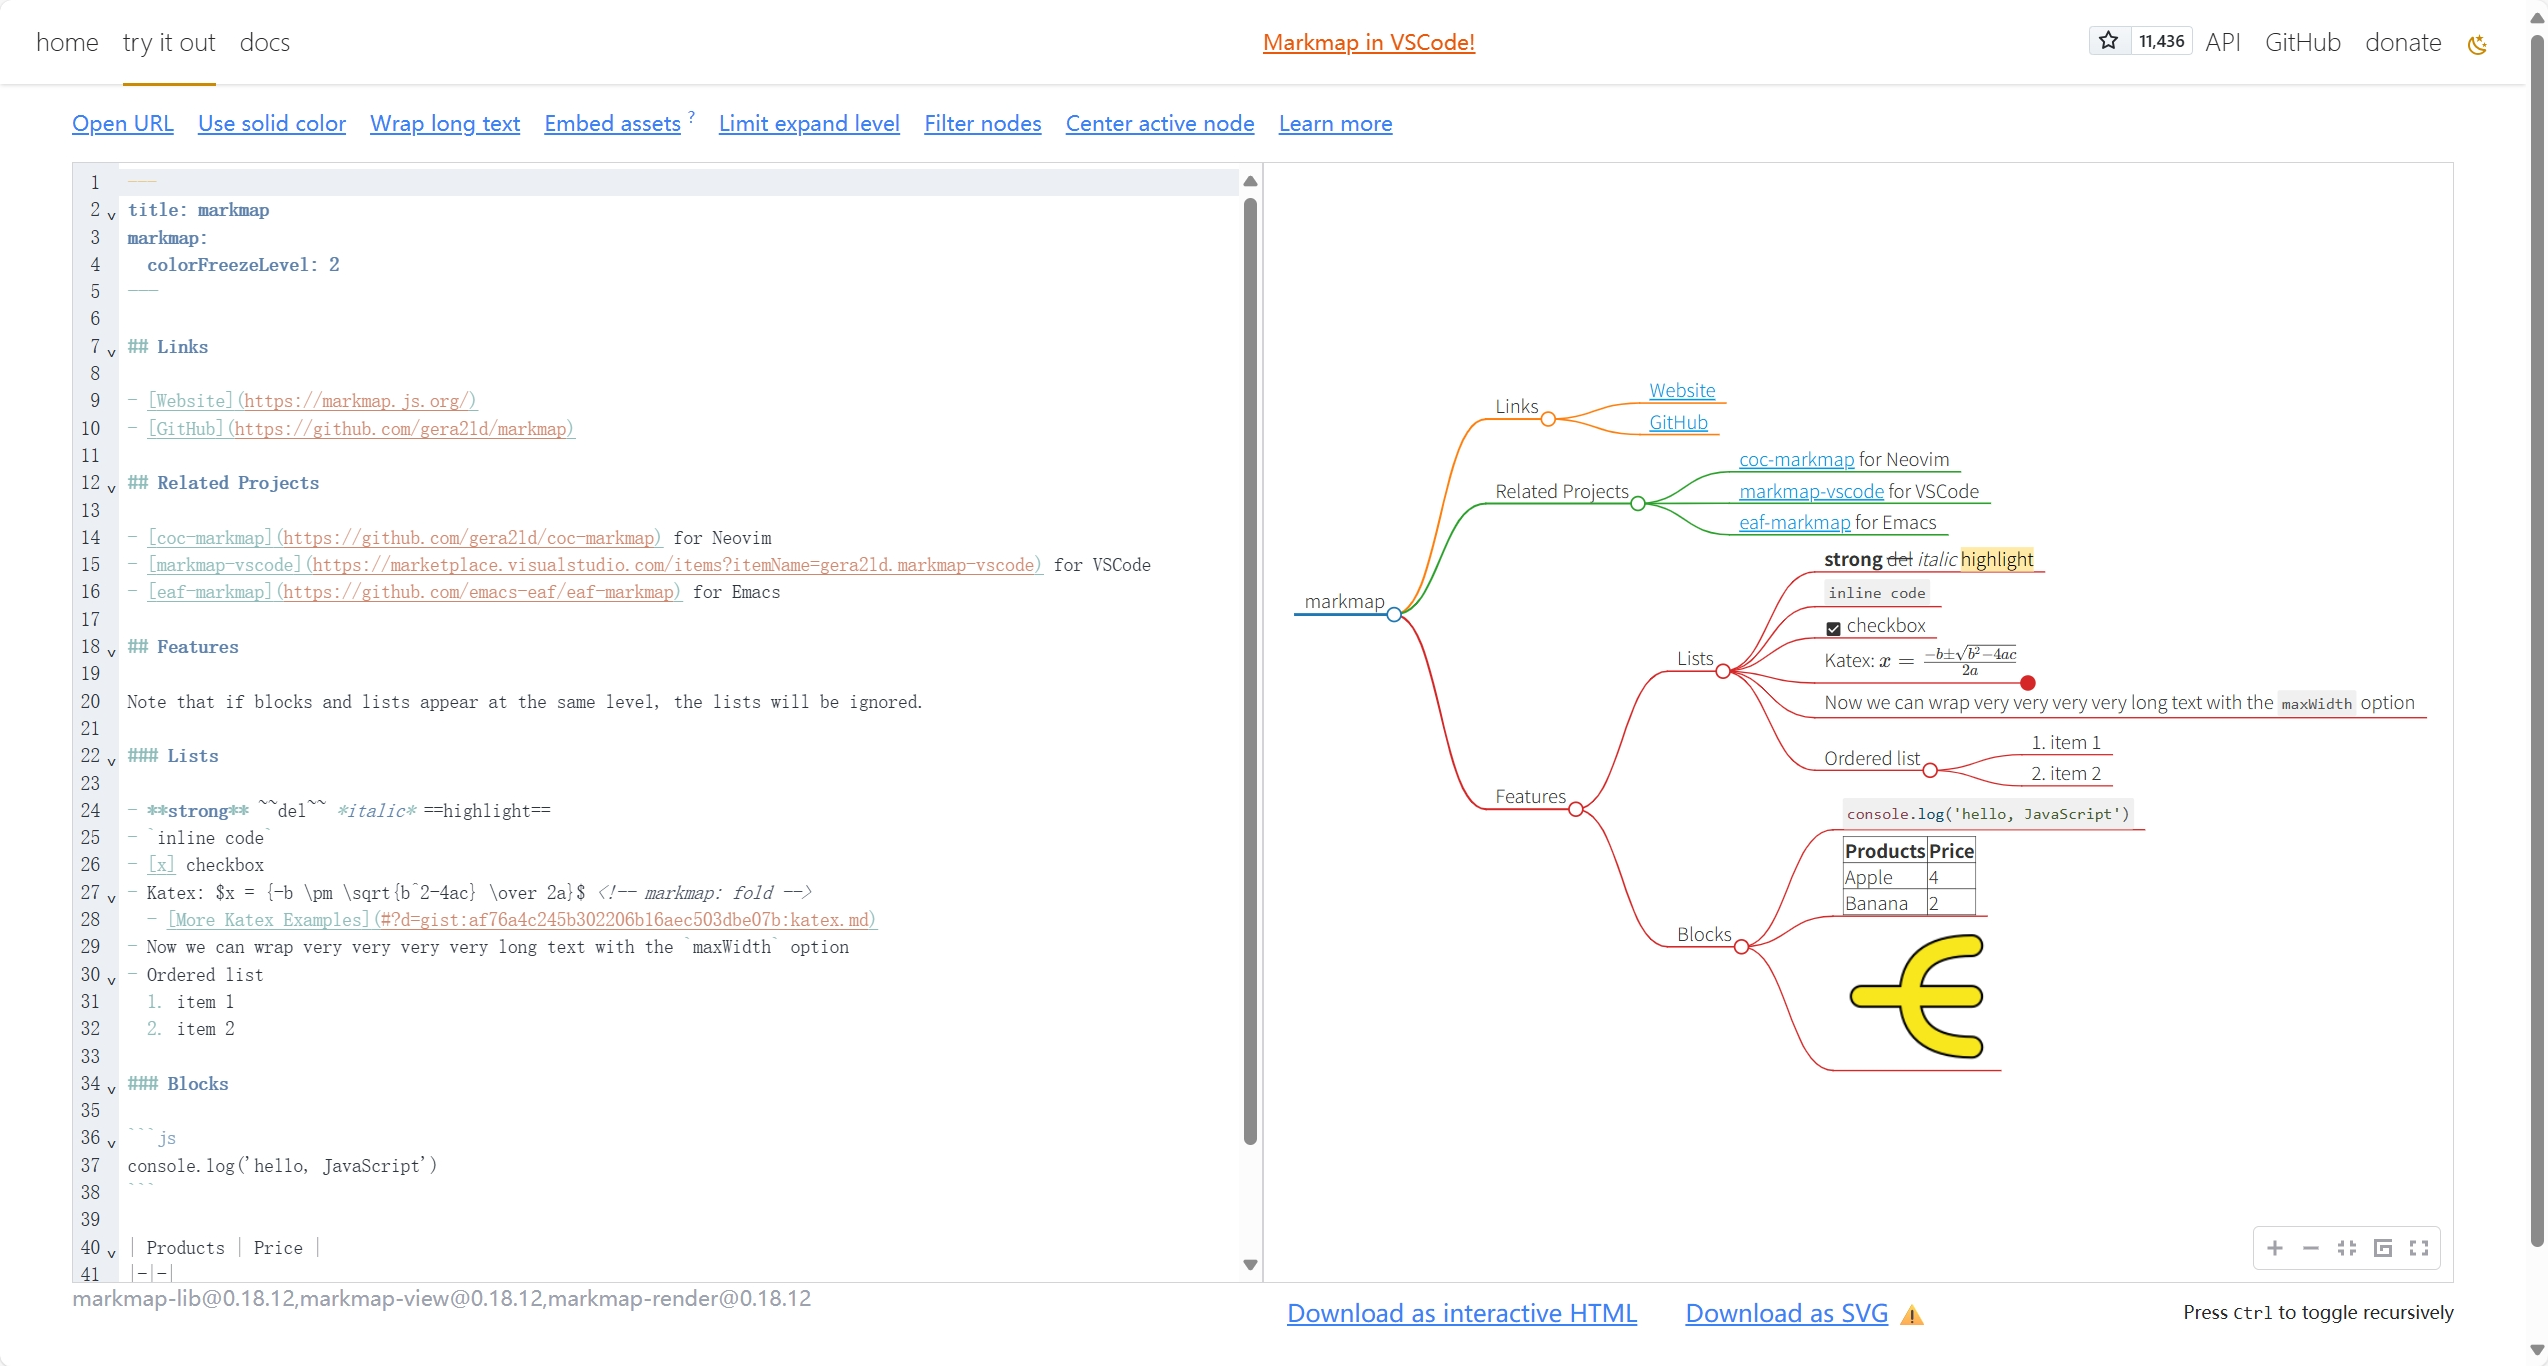 home try it out docs Markmap in VSCode! 11,436 API GitHub donate
Open URL Use solid color Wrap long text Embed assets ? Limit expand level Filter nodes Center active node Learn more
1 ---
2 title: markmap
3 markmap:
4   colorFreezeLevel: 2
5 ---
6
7 ## Links
8
9 - [Website](https://markmap.js.org/)
10 - [GitHub](https://github.com/gera2ld/markmap)
11
12 ## Related Projects
13
14 - [coc-markmap](https://github.com/gera2ld/coc-markmap) for Neovim
15 - [markmap-vscode](https://marketplace.visualstudio.com/items?itemName=gera2ld.markmap-vscode) for VSCode
16 - [eaf-markmap](https://github.com/emacs-eaf/eaf-markmap) for Emacs
17
18 ## Features
19
20 Note that if blocks and lists appear at the same level, the lists will be ignored.
21
22 ### Lists
23
24 - **strong** ~~del~~ *italic* ==highlight==
25 - `inline code`
26 - [x] checkbox
27 - Katex: $x = {-b \pm \sqrt{b^2-4ac} \over 2a}$ <!-- markmap: fold -->
28   - [More Katex Examples](#?d=gist:af76a4c245b302206b16aec503dbe07b:katex.md)
29 - Now we can wrap very very very very long text with the `maxWidth` option
30 - Ordered list
31   1. item 1
32   2. item 2
33
34 ### Blocks
35
36 ```js
37 console.log('hello, JavaScript')
38 ```
39
40 | Products | Price |
41 |-|-|
markmap
Links
Website
GitHub
Related Projects
coc-markmap for Neovim
markmap-vscode for VSCode
eaf-markmap for Emacs
Features
Lists
strong del italic highlight
inline code
checkbox
Katex: x = −b±√b²−4ac / 2a
Now we can wrap very very very very long text with the maxWidth option
Ordered list
1. item 1
2. item 2
Blocks
console.log('hello, JavaScript')
Products Price
Apple 4
Banana 2
markmap-lib@0.18.12,markmap-view@0.18.12,markmap-render@0.18.12
Download as interactive HTML Download as SVG Press Ctrl to toggle recursively